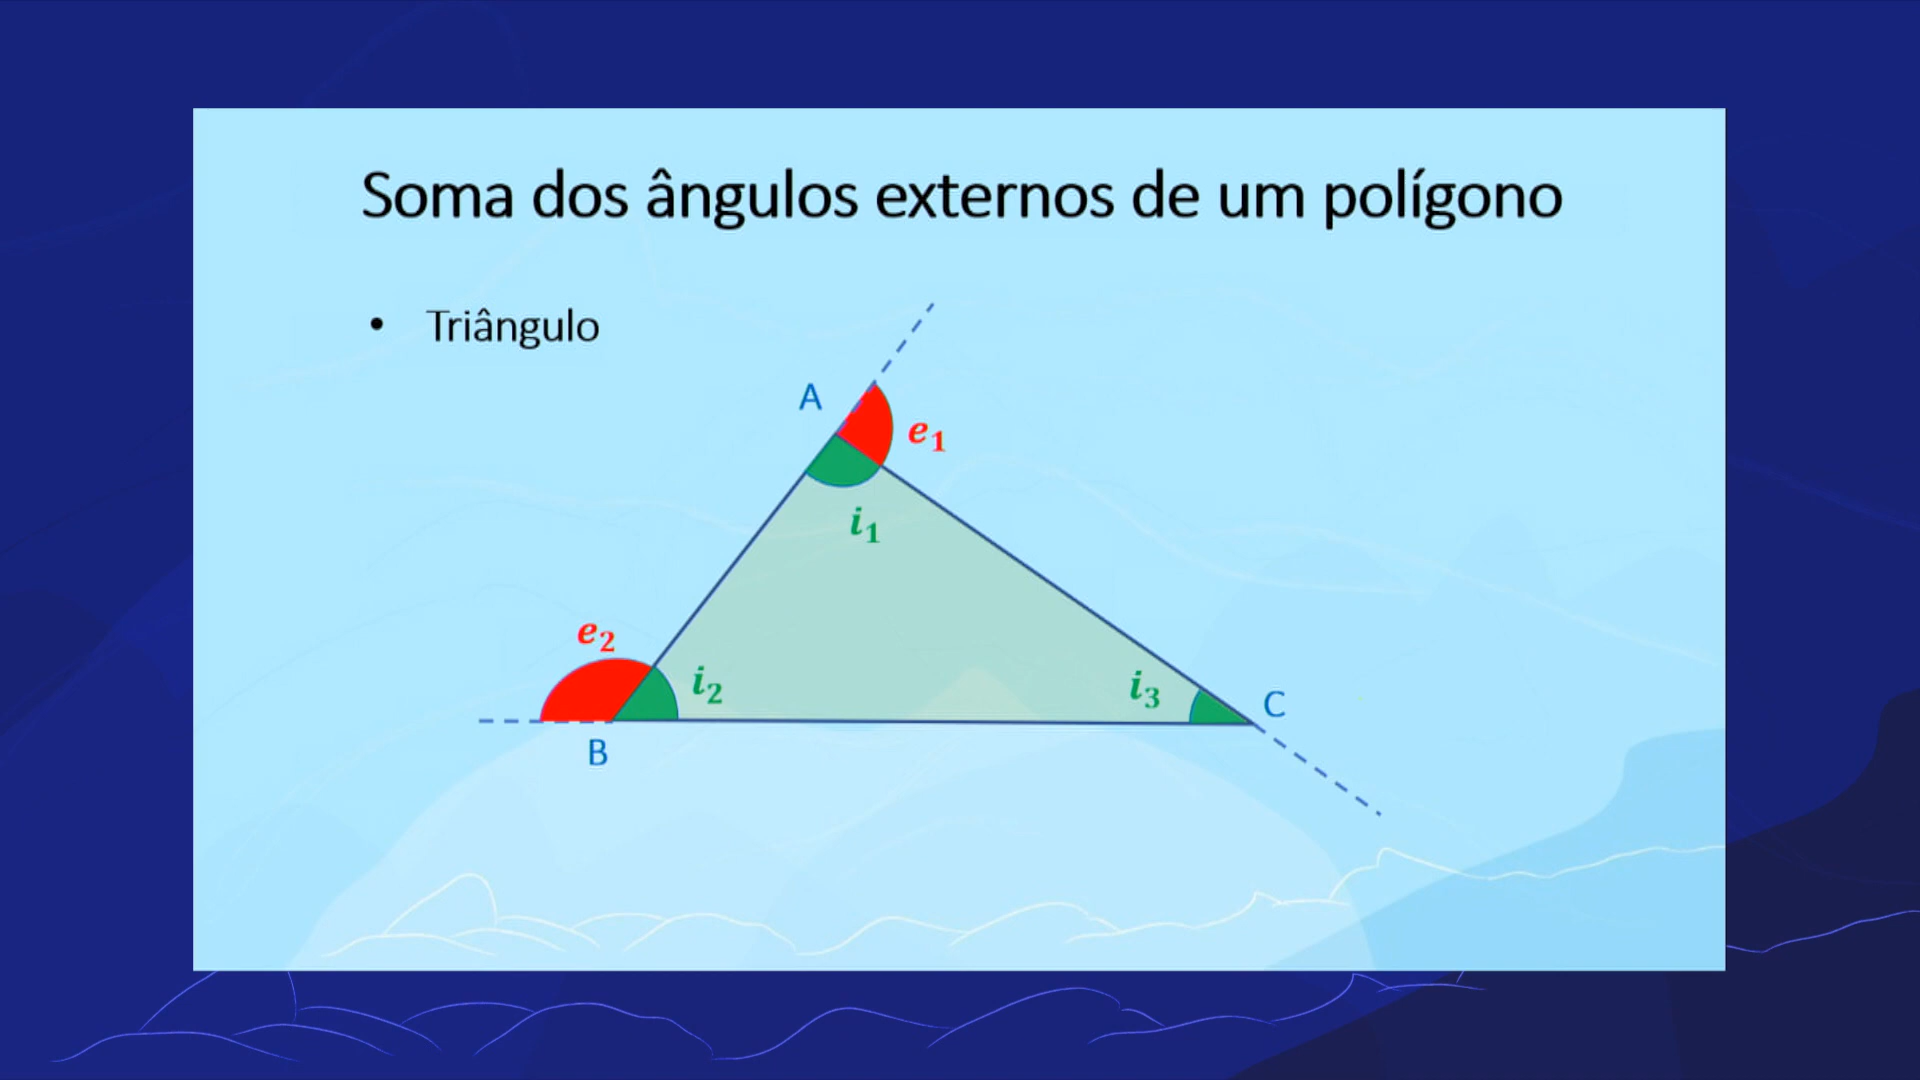 Soma dos ângulos externos de um polígono
• Triângulo
A
e₁
i₁
e₂
i₂
i₃
C
B